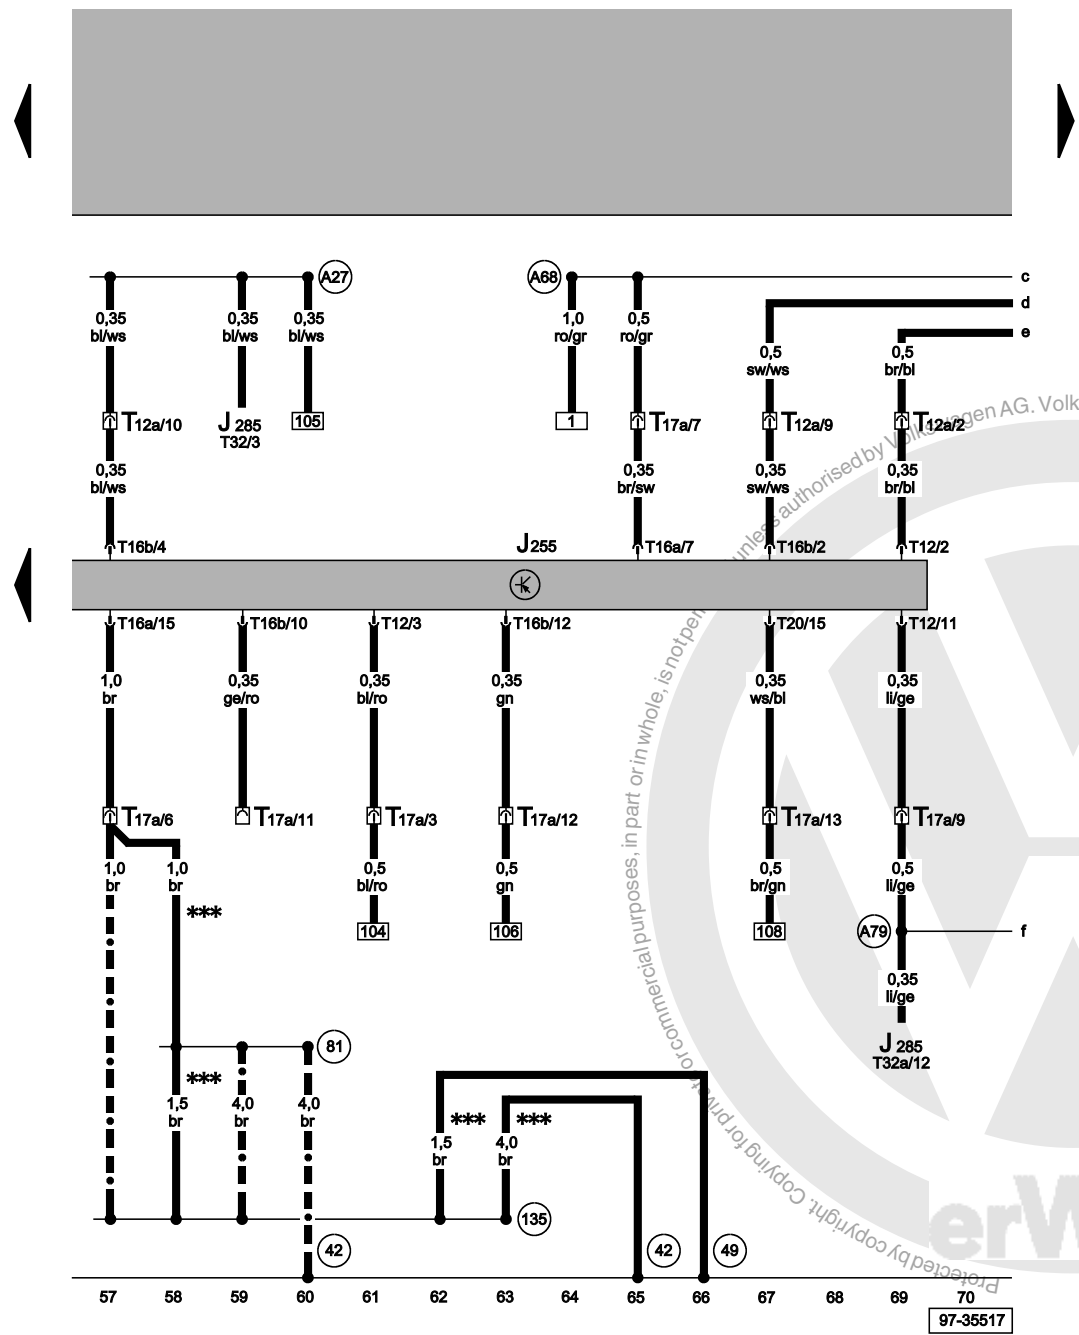 A27
A68
c
d
e
0,35
bl/ws
0,35
bl/ws
0,35
bl/ws
1,0
ro/gr
0,5
ro/gr
0,5
sw/ws
0,5
br/bl
T12a/10
J 285
T32/3
105
1
T17a/7
T12a/9
T12a/2
0,35
bl/ws
0,35
br/sw
0,35
sw/ws
0,35
br/bl
T16b/4
J255
T16a/7
T16b/2
T12/2
T16a/15
T16b/10
T12/3
T16b/12
T20/15
T12/11
1,0
br
0,35
ge/ro
0,35
bl/ro
0,35
gn
0,35
ws/bl
0,35
li/ge
T17a/6
T17a/11
T17a/3
T17a/12
T17a/13
T17a/9
1,0
br
1,0
br
0,5
bl/ro
0,5
gn
0,5
br/gn
0,5
li/ge
***
104
106
108
A79
f
0,35
li/ge
J 285
T32a/12
81
***
1,5
br
4,0
br
4,0
br
***
***
1,5
br
4,0
br
135
42
42
49
57 58 59 60 61 62 63 64 65 66 67 68 69 70
97-35517
Protected by copyright. Copying for private or commercial purposes, in part or in whole, is not per unless authorised by Volkswagen AG. Volk
erW